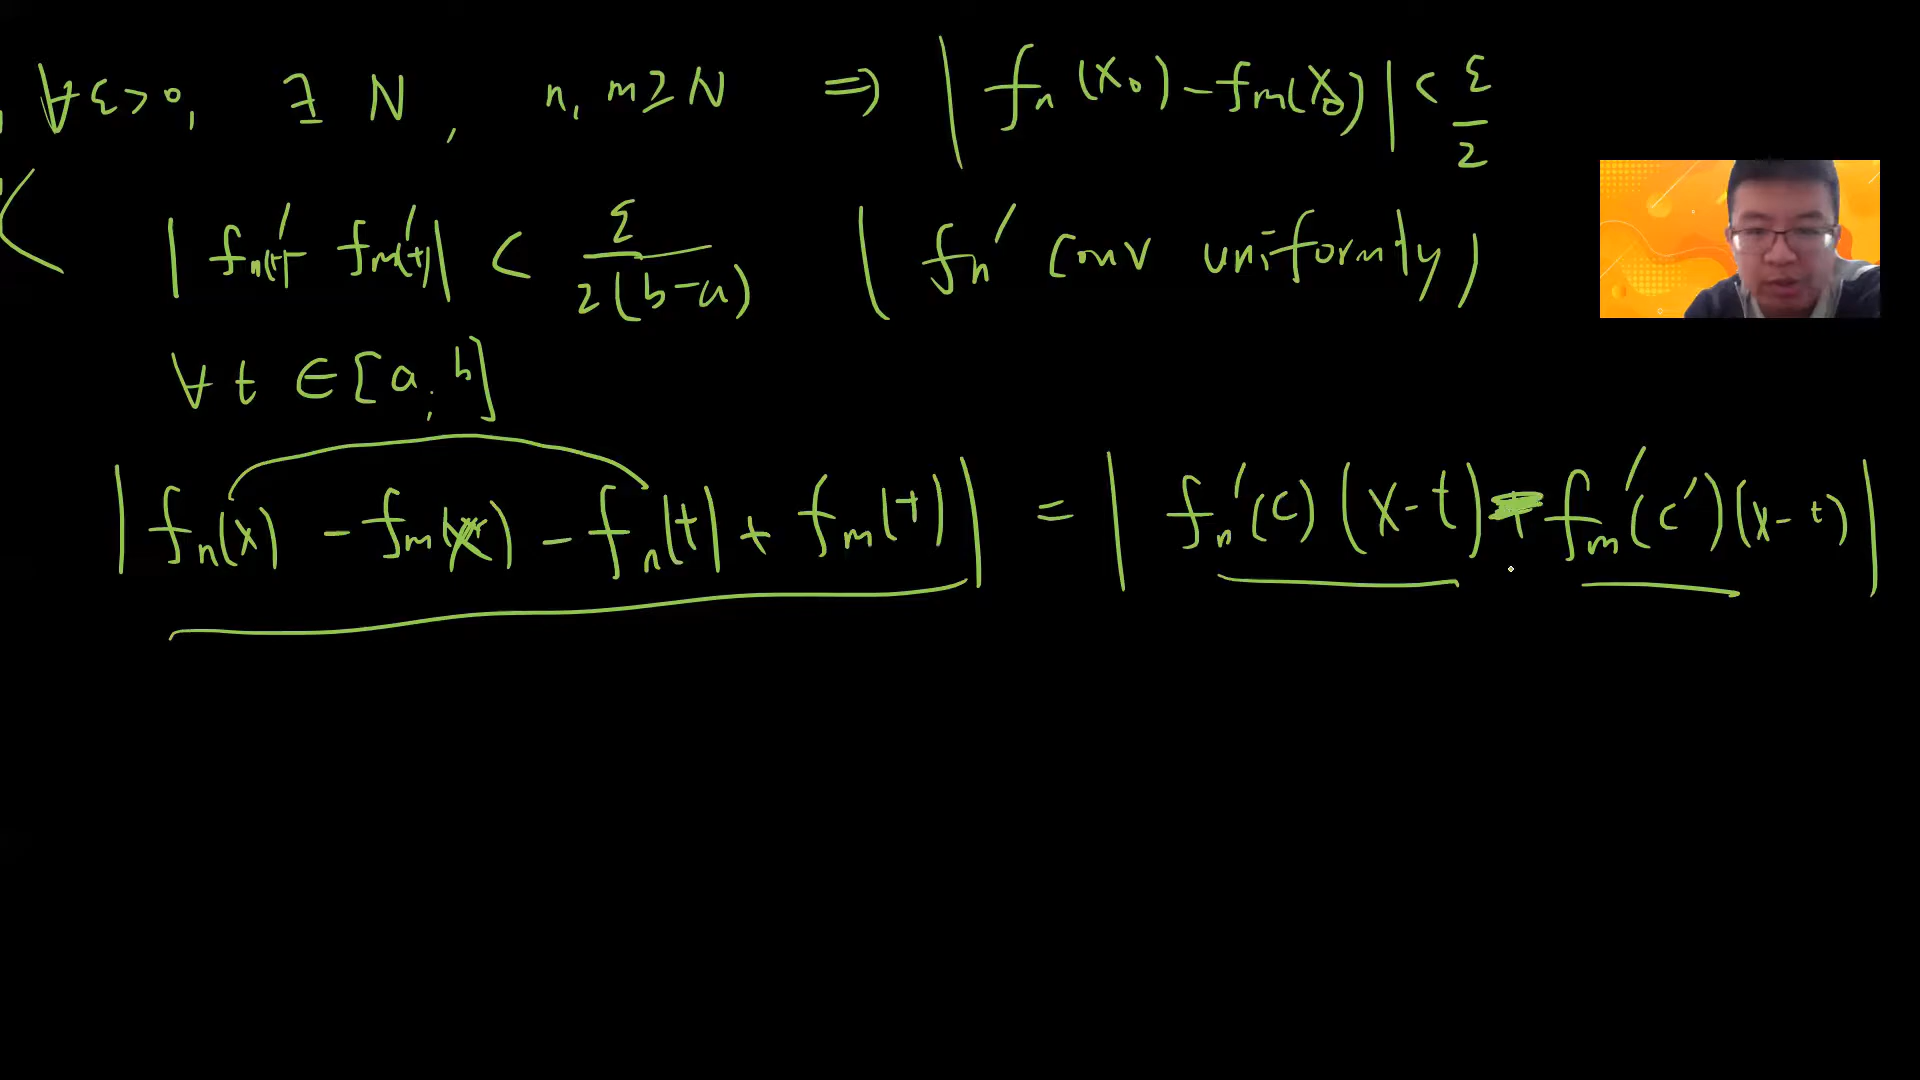 , ∀ε>0, ∃ N, n, m ≥ N ⇒ |fₙ(x₀) - fₘ(x₀)| < ε/2
|fₙ'(t) - fₘ'(t)| < ε/(2(b-a)) (fₙ' conv uniformly)
∀ t ∈ [a, b]
|fₙ(x) - fₘ(x) - fₙ(t) + fₘ(t)| = |fₙ'(c)(x-t) - fₘ'(c')(x-t)|